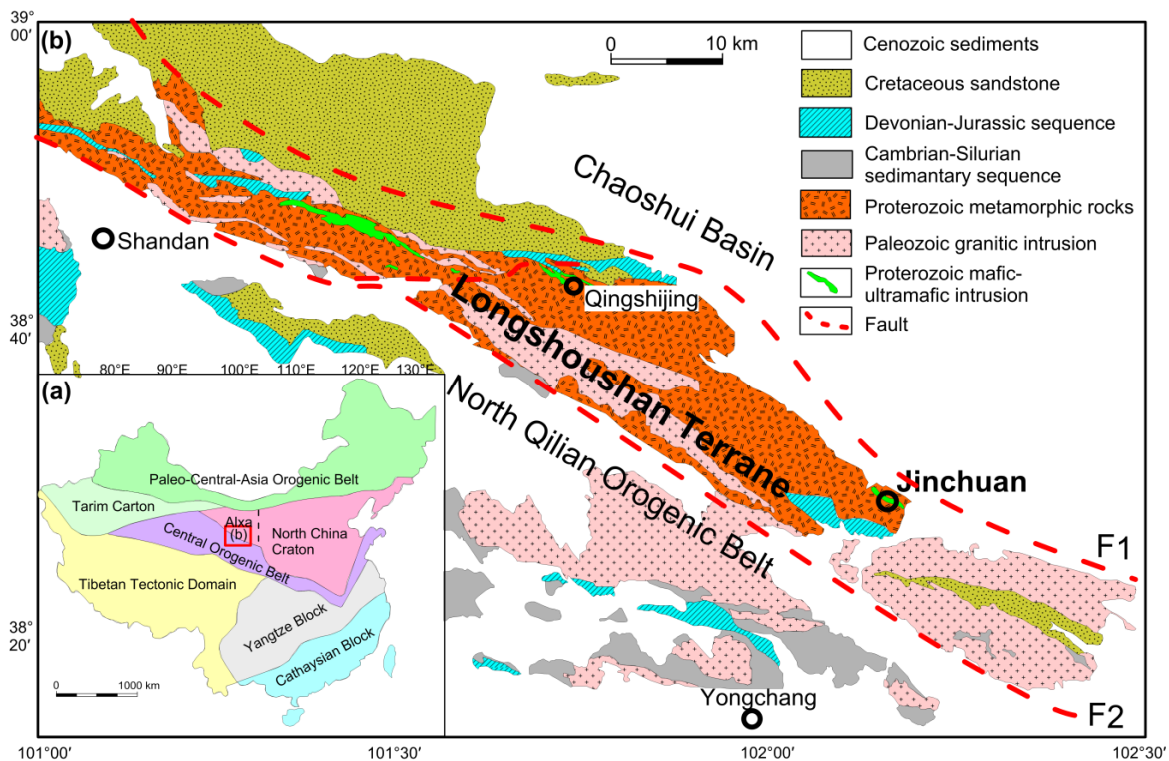 39°
00′
(b)
0 10 km
Cenozoic sediments
Cretaceous sandstone
Devonian-Jurassic sequence
Cambrian-Silurian
sedimantary sequence
Proterozoic metamorphic rocks
Paleozoic granitic intrusion
Proterozoic mafic-
ultramafic intrusion
Fault
Chaoshui Basin
Shandan
Qingshijing
Longshoushan Terrane
North Qilian Orogenic Belt
Jinchuan
F1
F2
Yongchang
38°
40′
38°
20′
80°E 90°E 100°E 110°E 120°E 130°E
(a)
Paleo-Central-Asia Orogenic Belt
Tarim Carton
Alxa
(b)
North China
Craton
Central Orogenic Belt
Tibetan Tectonic Domain
Yangtze Block
Cathaysian Block
0 1000 km
101°00′ 101°30′ 102°00′ 102°30′